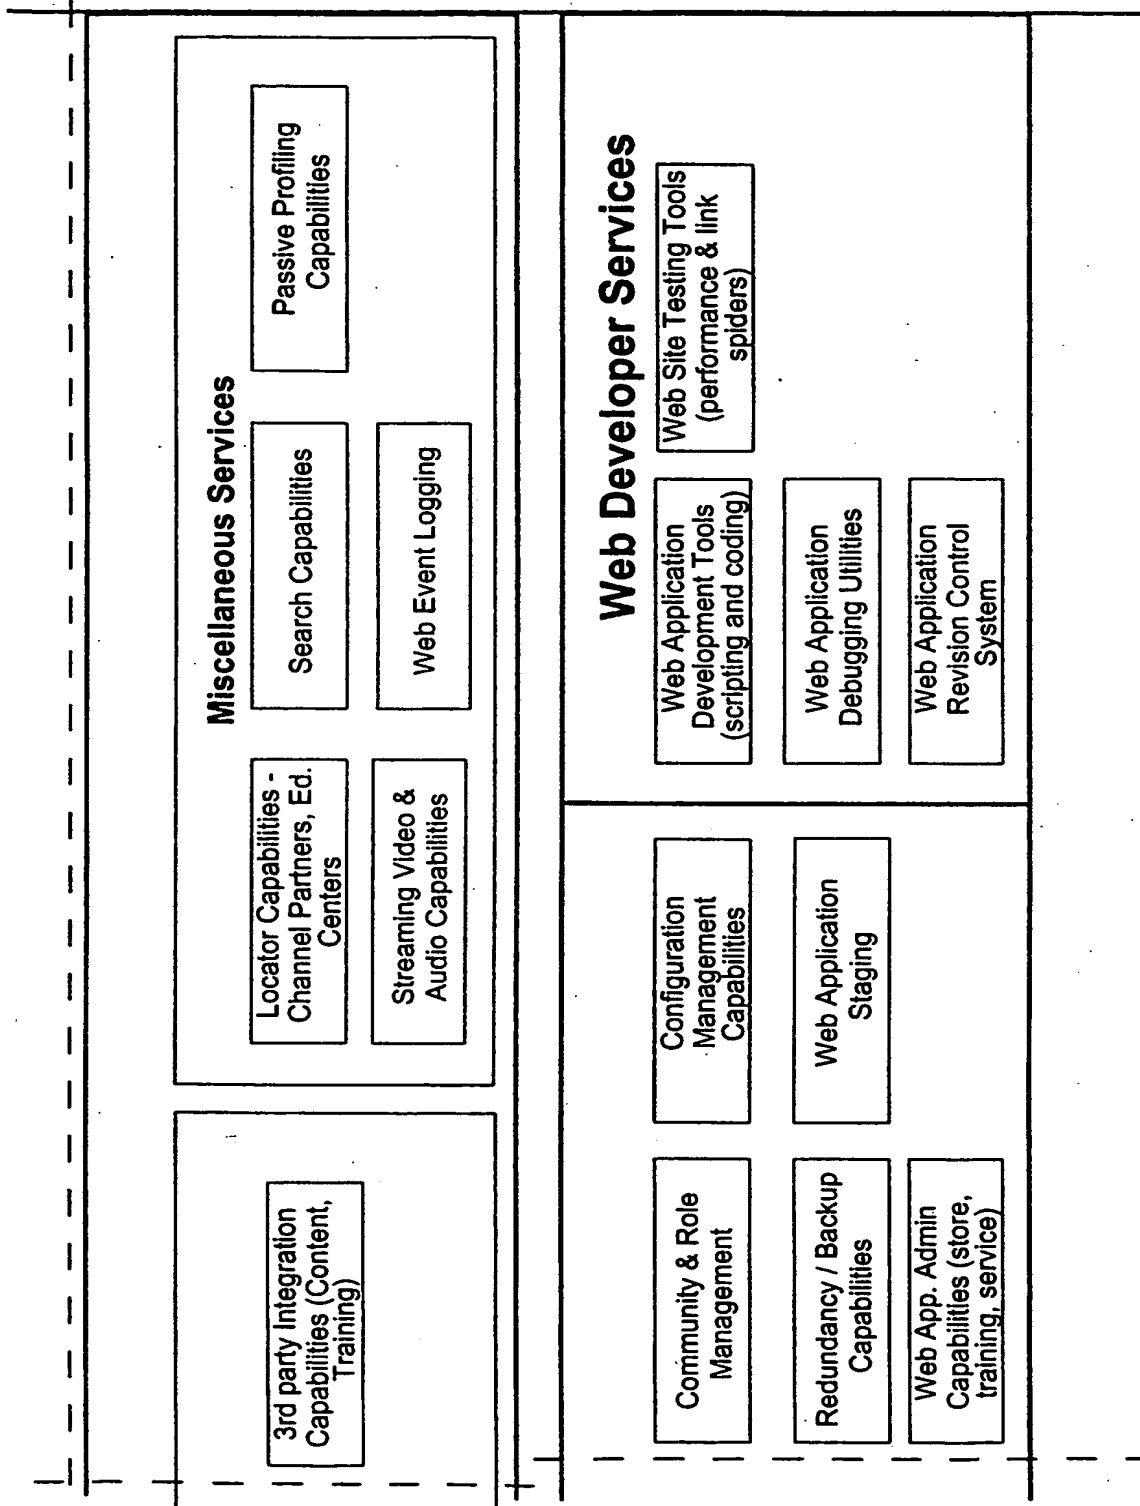 3rd party Integration
Capabilities (Content,
Training)
Miscellaneous Services
Locator Capabilities -
Channel Partners, Ed.
Centers
Search Capabilities
Passive Profiling
Capabilities
Streaming Video &
Audio Capabilities
Web Event Logging
Community & Role
Management
Configuration
Management
Capabilities
Redundancy / Backup
Capabilities
Web Application
Staging
Web App. Admin
Capabilities (store,
training, service)
Web Developer Services
Web Application
Development Tools
(scripting and coding)
Web Site Testing Tools
(performance & link
spiders)
Web Application
Debugging Utilities
Web Application
Revision Control
System